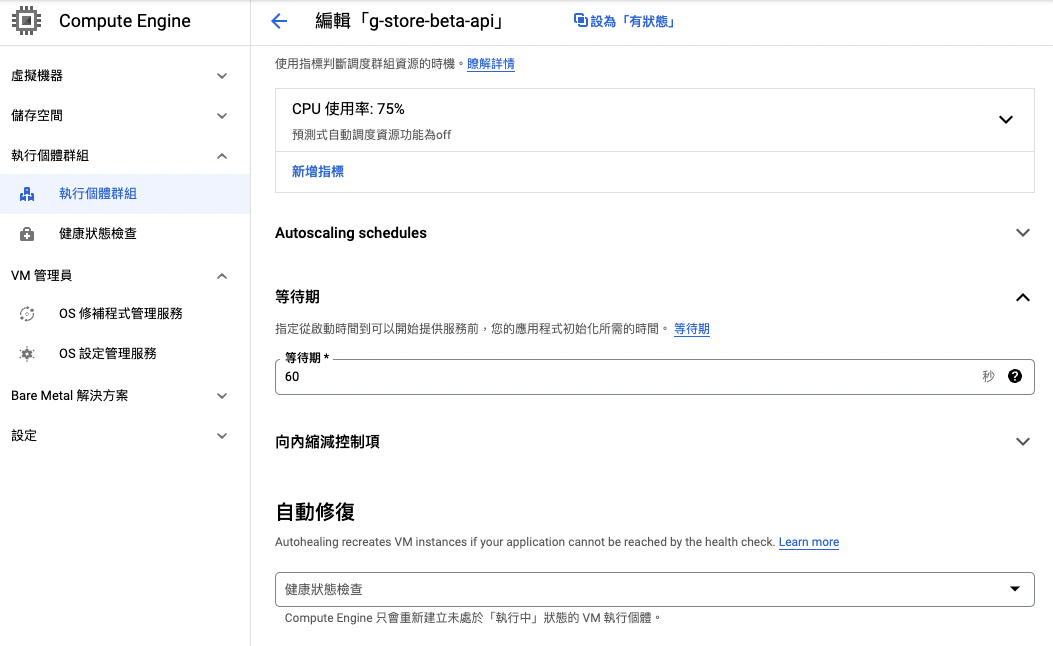 Compute Engine
編輯「g-store-beta-api」
設為「有狀態」
虛擬機器
儲存空間
執行個體群組
執行個體群組
健康狀態檢查
VM 管理員
OS 修補程式管理服務
OS 設定管理服務
Bare Metal 解決方案
設定
使用指標判斷調度群組資源的時機。瞭解詳情
CPU 使用率: 75%
預測式自動調度資源功能為off
新增指標
Autoscaling schedules
等待期
指定從啟動時間到可以開始提供服務前，您的應用程式初始化所需的時間。 等待期
等待期 *
60 秒
向內縮減控制項
自動修復
Autohealing recreates VM instances if your application cannot be reached by the health check. Learn more
健康狀態檢查
Compute Engine 只會重新建立未處於「執行中」狀態的 VM 執行個體。